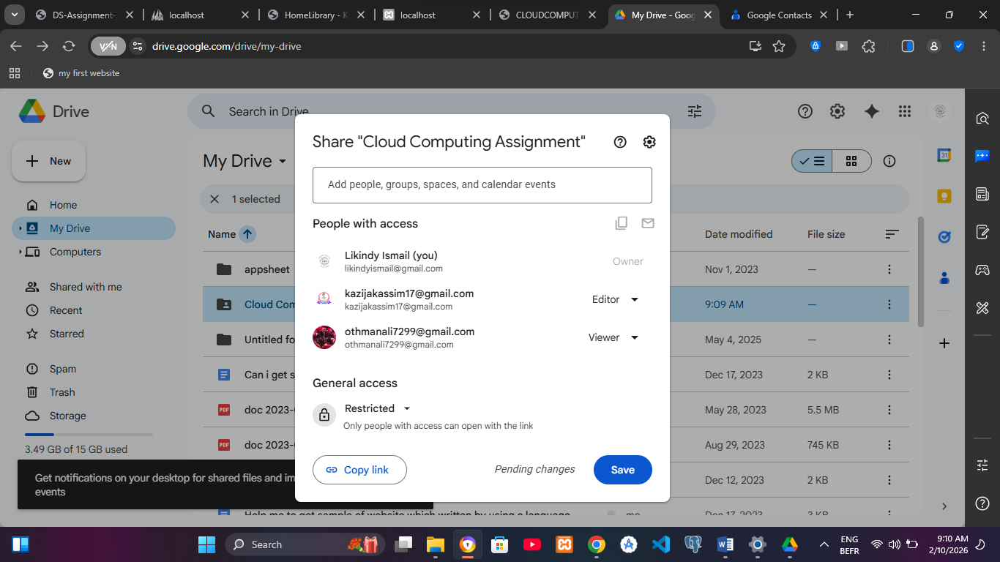 DS-Assignment-
localhost
HomeLibrary - K
localhost
CLOUDCOMPUT
My Drive - Goog
Google Contacts
VPN
drive.google.com/drive/my-drive
my first website
Drive
Search in Drive
New
Home
My Drive
Computers
Shared with me
Recent
Starred
Spam
Trash
Storage
3.49 GB of 15 GB used
Get notifications on your desktop for shared files and im
events
My Drive
1 selected
Name
Date modified
File size
appsheet
Nov 1, 2023
—
Cloud Com
9:09 AM
—
Untitled fo
May 4, 2025
—
Can i get s
Dec 17, 2023
2 KB
PDF
doc 2023-
May 28, 2023
5.5 MB
PDF
doc 2023-
Aug 29, 2023
745 KB
Dec 12, 2023
2 KB
Help me to get sample of website which written by using a language
me
Dec 17, 2023
3 KB
Share "Cloud Computing Assignment"
Add people, groups, spaces, and calendar events
People with access
Likindy Ismail (you)
likindyismail@gmail.com
Owner
kazijakassim17@gmail.com
kazijakassim17@gmail.com
Editor
othmanali7299@gmail.com
othmanali7299@gmail.com
Viewer
General access
Restricted
Only people with access can open with the link
Copy link
Pending changes
Save
31
Search
ENG
BEFR
9:10 AM
2/10/2026